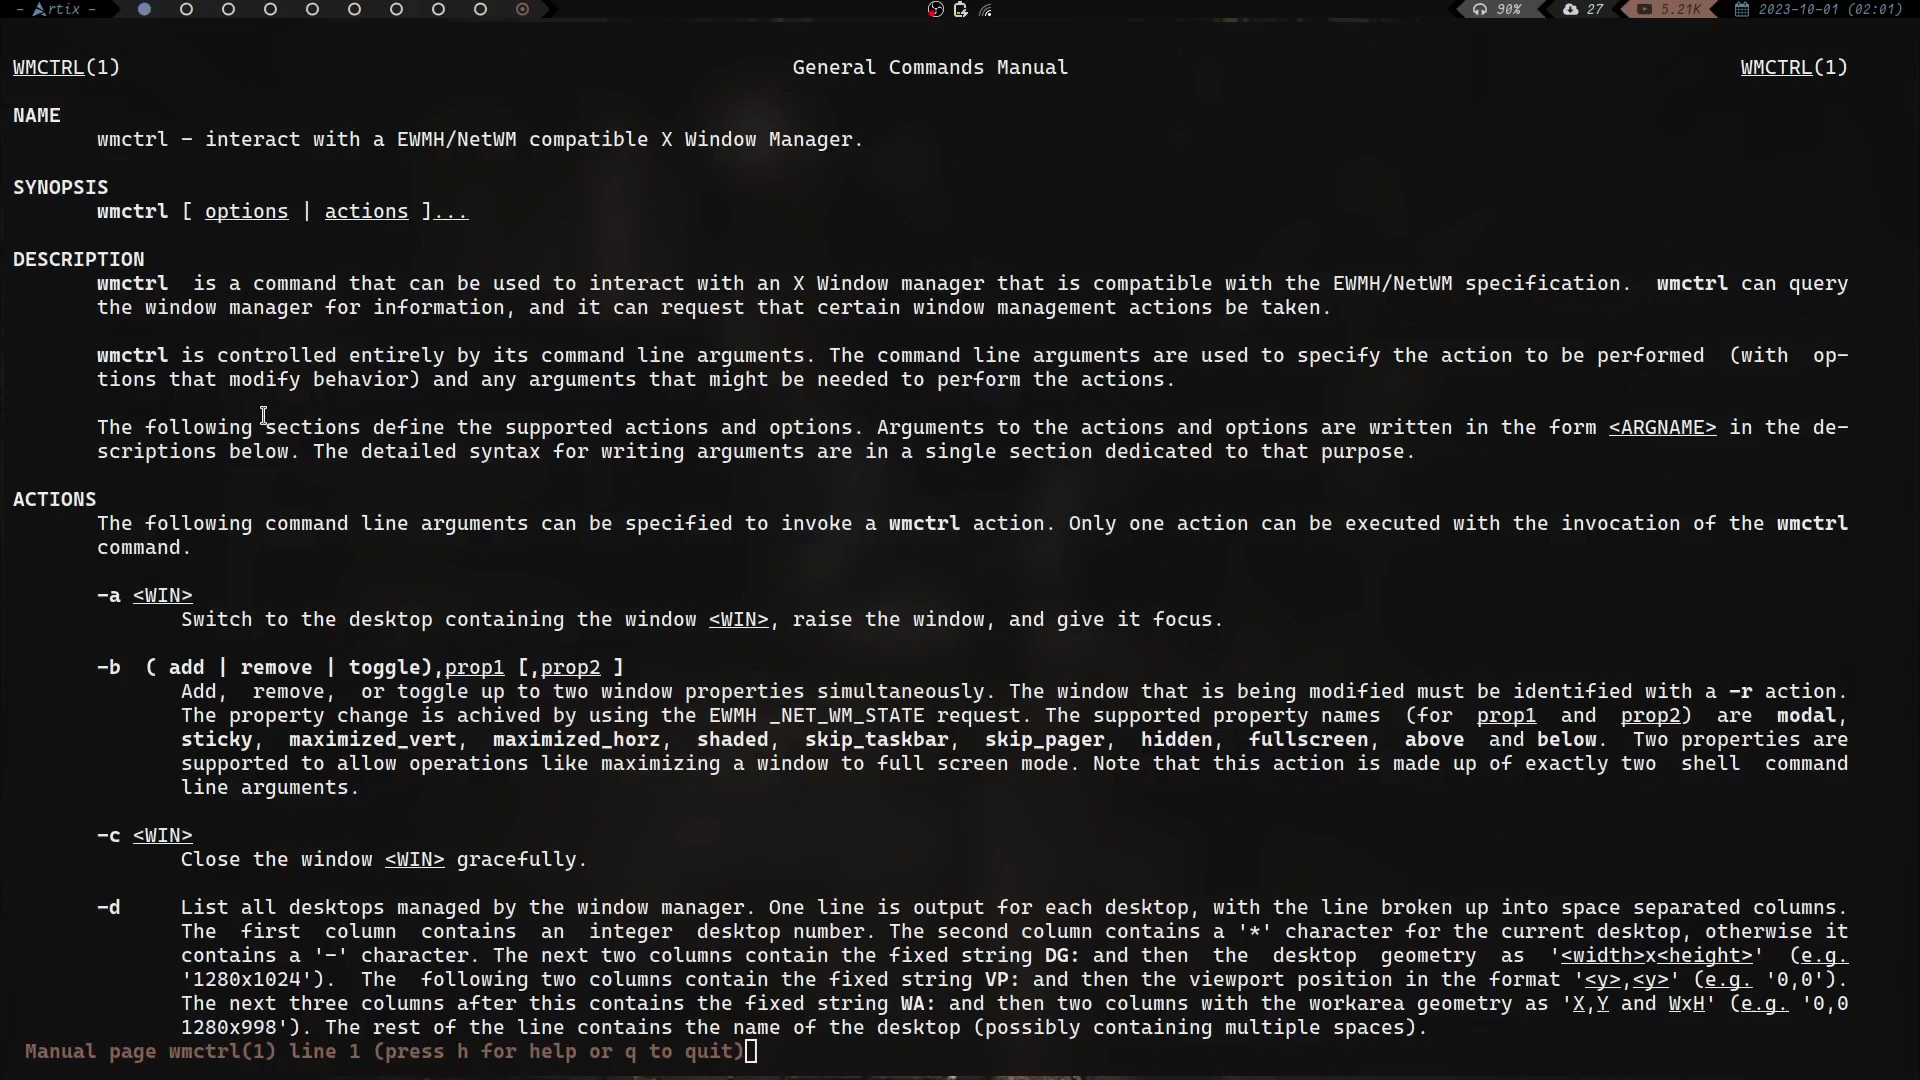 - Artix - 90% 27 5.21K 2023-10-01 (02:01)
WMCTRL(1) General Commands Manual WMCTRL(1)
NAME
wmctrl - interact with a EWMH/NetWM compatible X Window Manager.
SYNOPSIS
wmctrl [ options | actions ]...
DESCRIPTION
wmctrl is a command that can be used to interact with an X Window manager that is compatible with the EWMH/NetWM specification. wmctrl can query
the window manager for information, and it can request that certain window management actions be taken.
wmctrl is controlled entirely by its command line arguments. The command line arguments are used to specify the action to be performed (with op-
tions that modify behavior) and any arguments that might be needed to perform the actions.
The following sections define the supported actions and options. Arguments to the actions and options are written in the form <ARGNAME> in the de-
scriptions below. The detailed syntax for writing arguments are in a single section dedicated to that purpose.
ACTIONS
The following command line arguments can be specified to invoke a wmctrl action. Only one action can be executed with the invocation of the wmctrl
command.
-a <WIN>
Switch to the desktop containing the window <WIN>, raise the window, and give it focus.
-b ( add | remove | toggle),prop1 [,prop2 ]
Add, remove, or toggle up to two window properties simultaneously. The window that is being modified must be identified with a -r action.
The property change is achived by using the EWMH _NET_WM_STATE request. The supported property names (for prop1 and prop2) are modal,
sticky, maximized_vert, maximized_horz, shaded, skip_taskbar, skip_pager, hidden, fullscreen, above and below. Two properties are
supported to allow operations like maximizing a window to full screen mode. Note that this action is made up of exactly two shell command
line arguments.
-c <WIN>
Close the window <WIN> gracefully.
-d List all desktops managed by the window manager. One line is output for each desktop, with the line broken up into space separated columns.
The first column contains an integer desktop number. The second column contains a '*' character for the current desktop, otherwise it
contains a '-' character. The next two columns contain the fixed string DG: and then the desktop geometry as '<width>x<height>' (e.g.
'1280x1024'). The following two columns contain the fixed string VP: and then the viewport position in the format '<y>,<y>' (e.g. '0,0').
The next three columns after this contains the fixed string WA: and then two columns with the workarea geometry as 'X,Y and WxH' (e.g. '0,0
1280x998'). The rest of the line contains the name of the desktop (possibly containing multiple spaces).
Manual page wmctrl(1) line 1 (press h for help or q to quit)